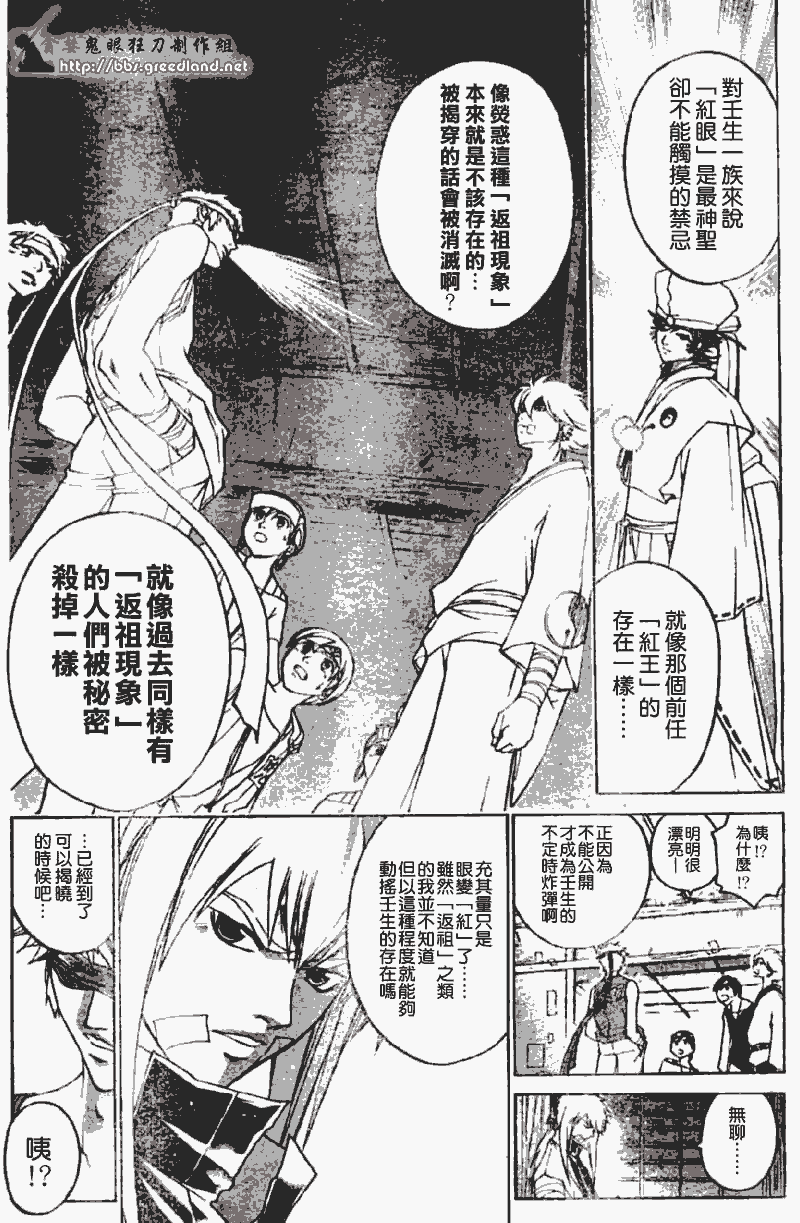 鬼眼狂刀制作組
http://bbs.greedland.net
對壬生一族來說
「紅眼」是最神聖
卻不能觸摸的禁忌
就像那個前任
「紅王」的
存在一樣……
像熒惑這種「返祖現象」
本來就是不該存在的…
被揭穿的話會被消滅啊？
就像過去同樣有
「返祖現象」
的人們被秘密
殺掉一樣
咦!?
為什麼!?
明明很
漂亮—
正因為
不能公開
才成為壬生的
不定時炸彈啊
無聊……
充其量只是
眼變「紅」了……
雖然「返祖」之類
的我並不知道
但以這種程度就能夠
動搖壬生的存在嗎
…已經到了
可以揭曉
的時候吧…
咦!?